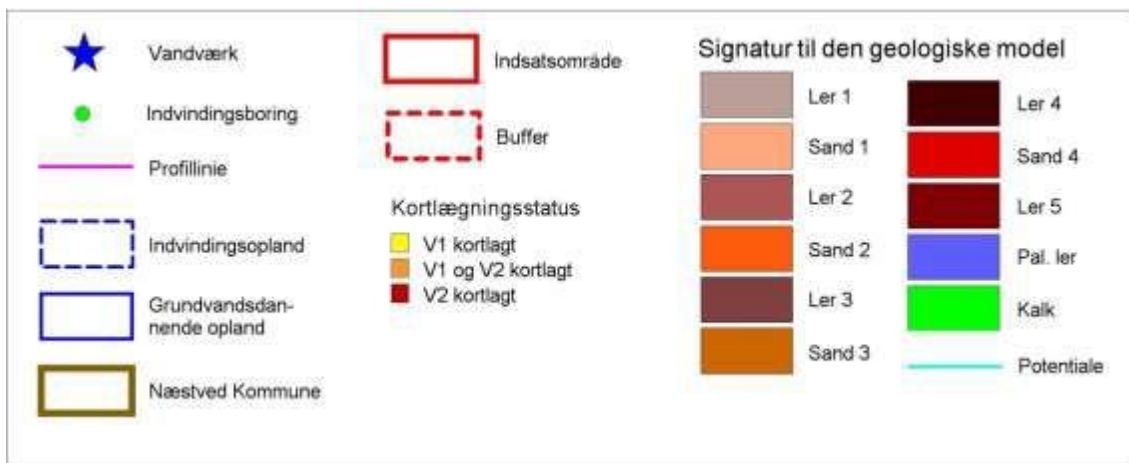 Vandværk
Indvindingsboring
Profillinie
Indvindingsopland
Grundvandsdan-
nende opland
Næstved Kommune
Indsatsområde
Buffer
Kortlægningsstatus
V1 kortlagt
V1 og V2 kortlagt
V2 kortlagt
Signatur til den geologiske model
Ler 1
Sand 1
Ler 2
Sand 2
Ler 3
Sand 3
Ler 4
Sand 4
Ler 5
Pal. ler
Kalk
Potentiale